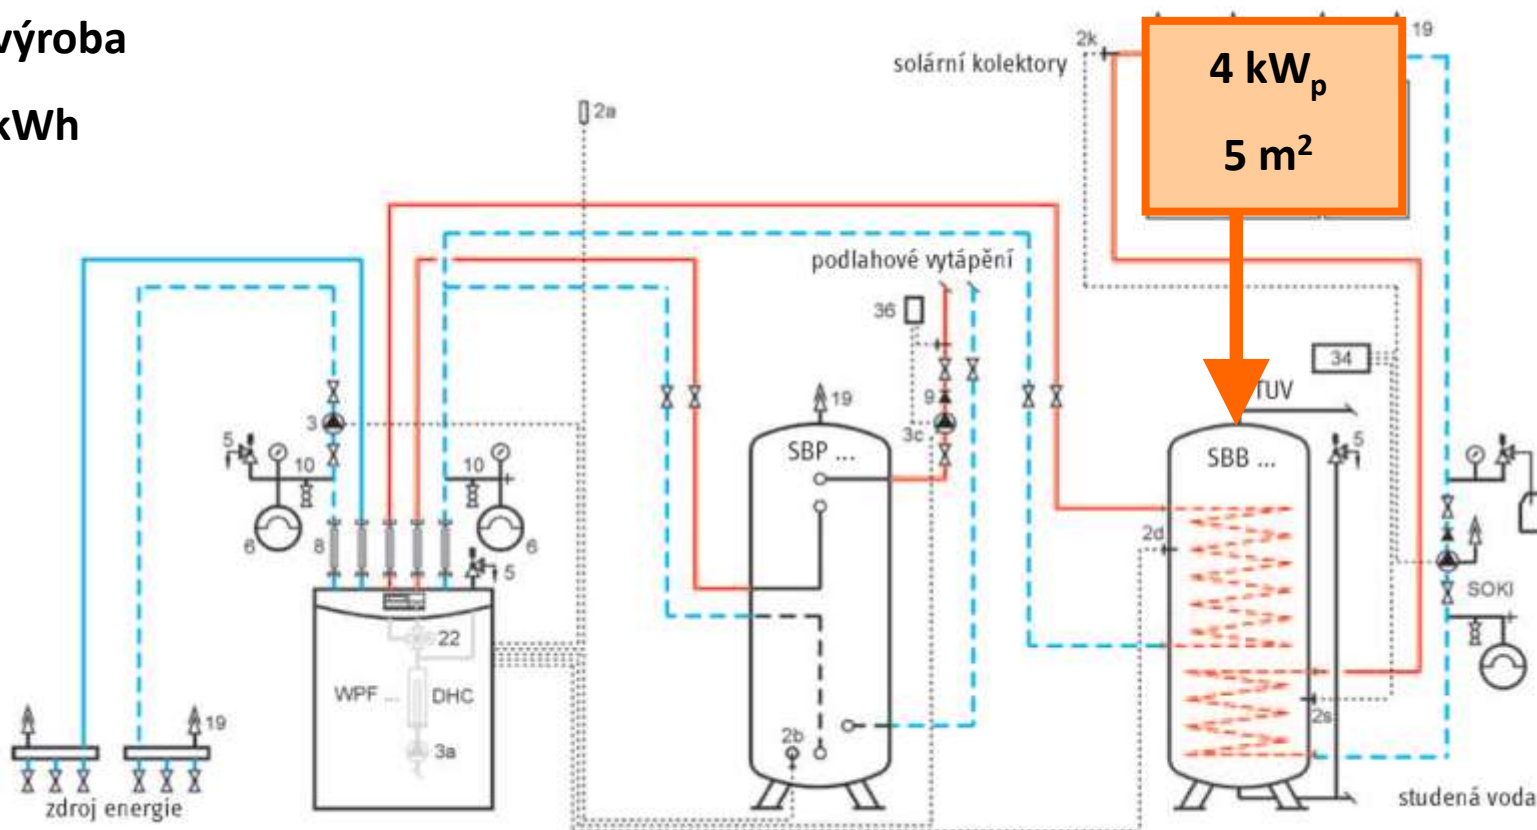 výroba
kWh
solární kolektory
2k
19
4 kWp
5 m²
2a
podlahové vytápění
36
34
TUV
3
19
9
3c
5
10
10
SBP ...
SBB ...
5
6
8
6
5
2d
SOKI
22
WPF ...
DHC
2s
19
2b
3a
zdroj energie
studená voda